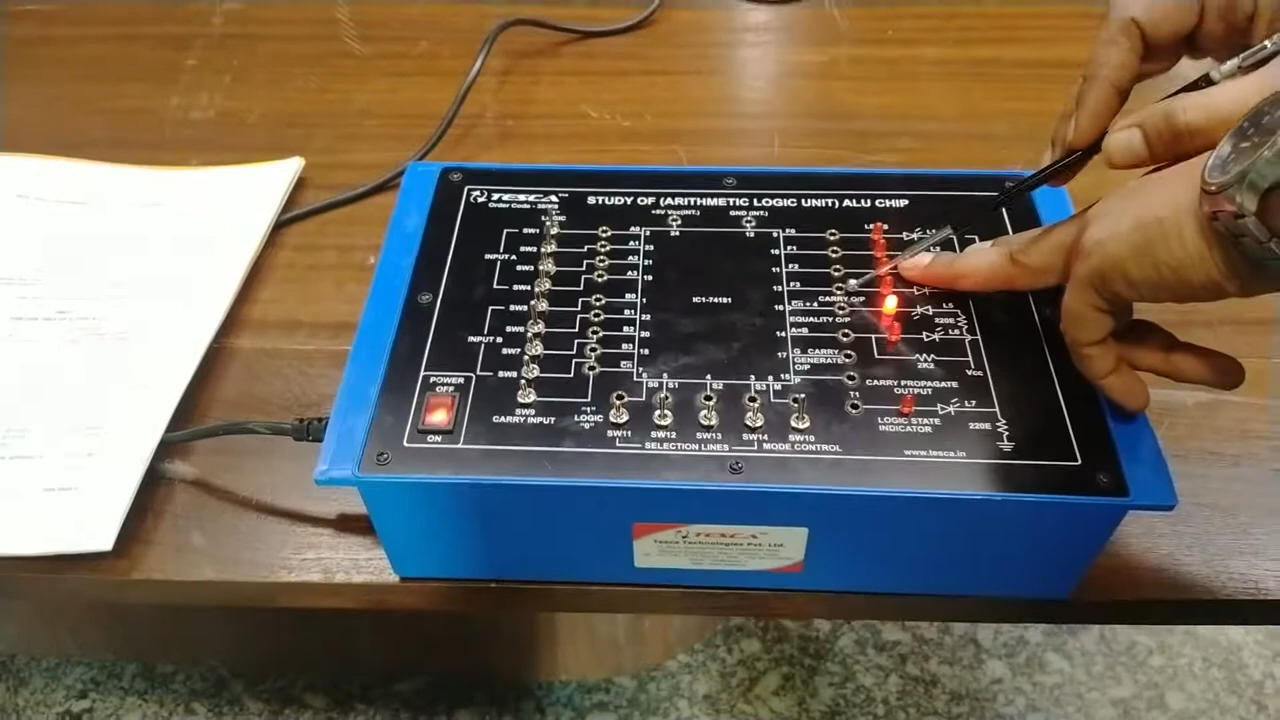 TESCA™
Order Code -
STUDY OF (ARITHMETIC LOGIC UNIT) ALU CHIP
+5V Vcc(INT.)
GND (INT.)
24
12
"1"
LOGIC
SW1
SW2
SW3
SW4
INPUT A
SW5
SW6
SW7
SW8
INPUT B
A0
A1
A2
A3
B0
B1
B2
B3
Cn
2
23
21
19
1
22
20
18
7
IC1-74181
9
10
11
13
16
14
17
15
F0
F1
F2
F3
CARRY O/P
Cn + 4
EQUALITY O/P
A=B
G CARRY
GENERATE
O/P
P
L5
220E
L6
2K2
Vcc
CARRY PROPAGATE
OUTPUT
T1
L7
LOGIC STATE
INDICATOR
220E
6
5
4
3
8
S0
S1
S2
S3
M
POWER
OFF
ON
SW9
CARRY INPUT
"1"
LOGIC
"0"
SW11
SW12
SW13
SW14
SW10
SELECTION LINES
MODE CONTROL
www.tesca.in
TESCA
Tesca Technologies Pvt. Ltd.